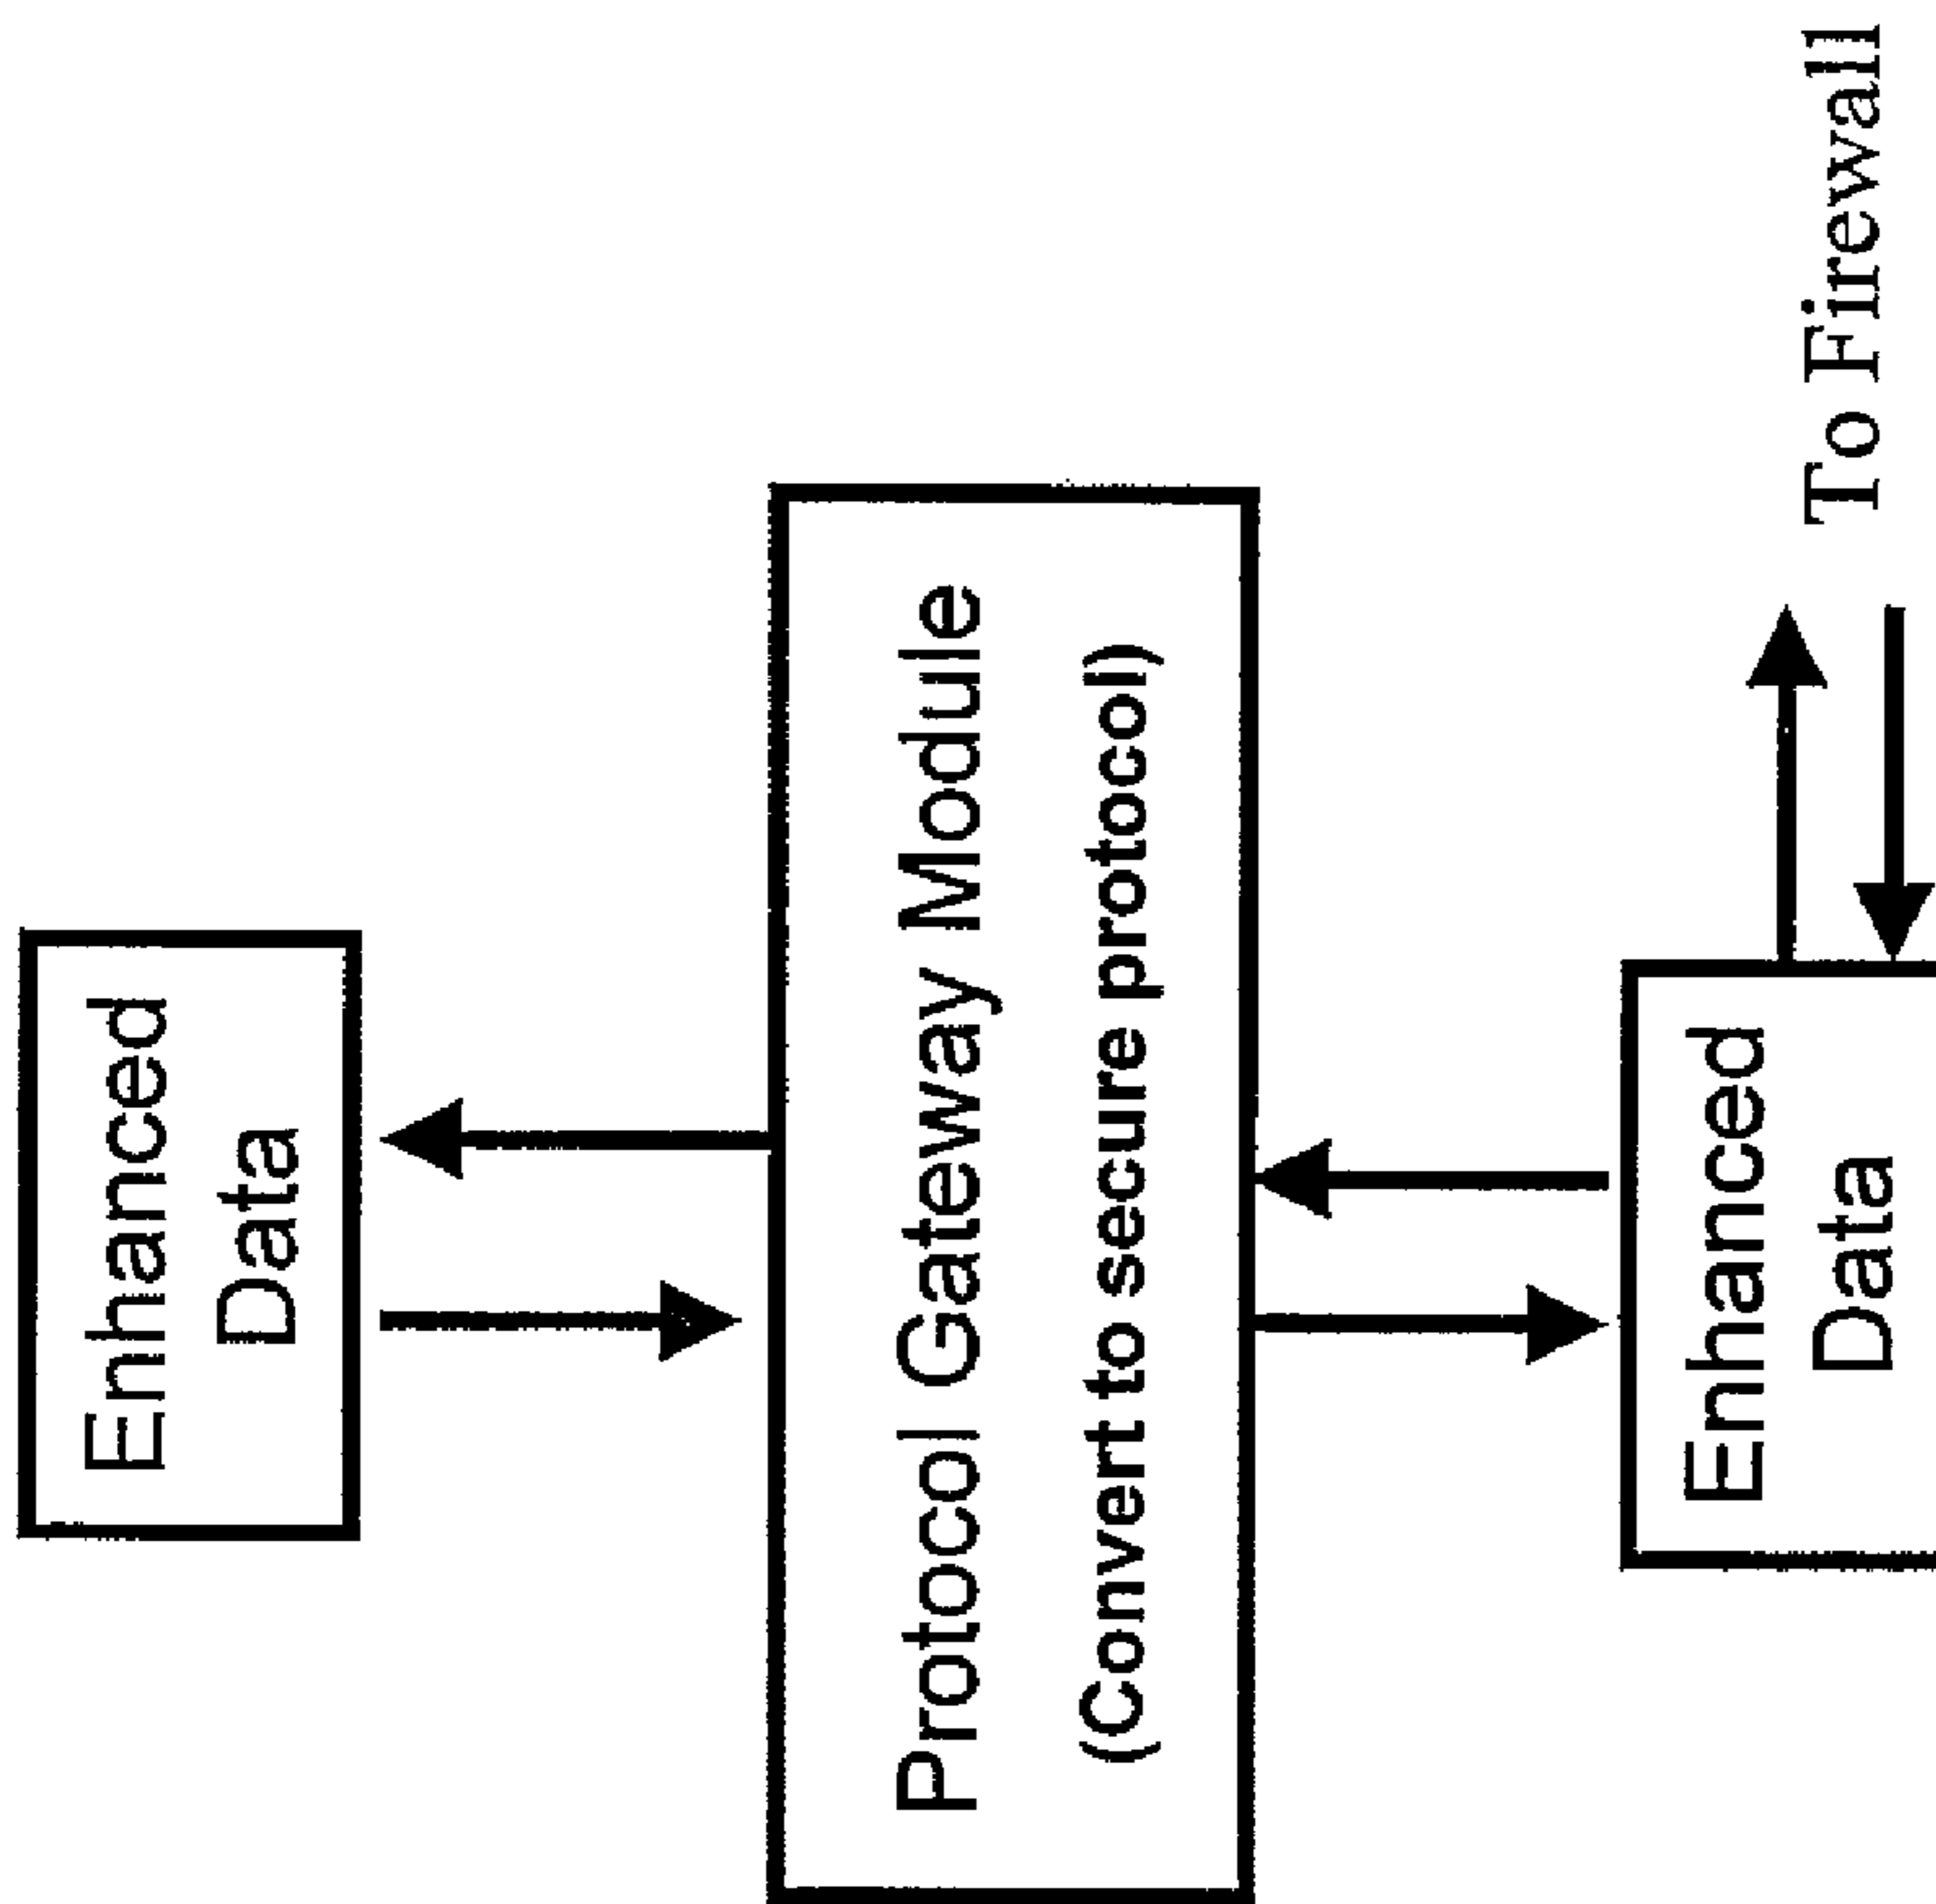 Enhanced
Data
Protocol Gateway Module
(Convert to secure protocol)
Enhanced
Data
To Firewall